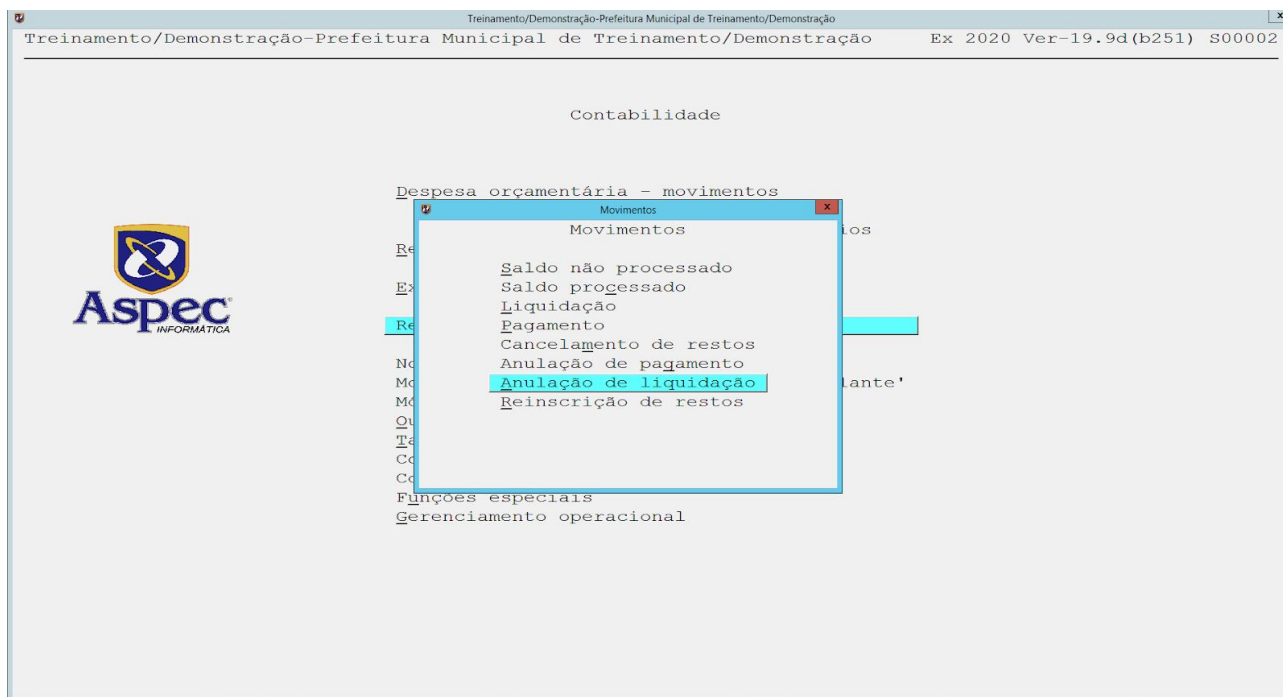 Treinamento/Demonstração-Prefeitura Municipal de Treinamento/Demonstração x
Treinamento/Demonstração-Prefeitura Municipal de Treinamento/Demonstração Ex 2020 Ver-19.9d(b251) S00002
Contabilidade
Despesa orçamentária - movimentos
Movimentos x
Movimentos
Saldo não processado
Saldo processado
Liquidação
Pagamento
Cancelamento de restos
Anulação de pagamento
Anulação de liquidação
Reinscrição de restos
Aspec
INFORMÁTICA
Funções especiais
Gerenciamento operacional